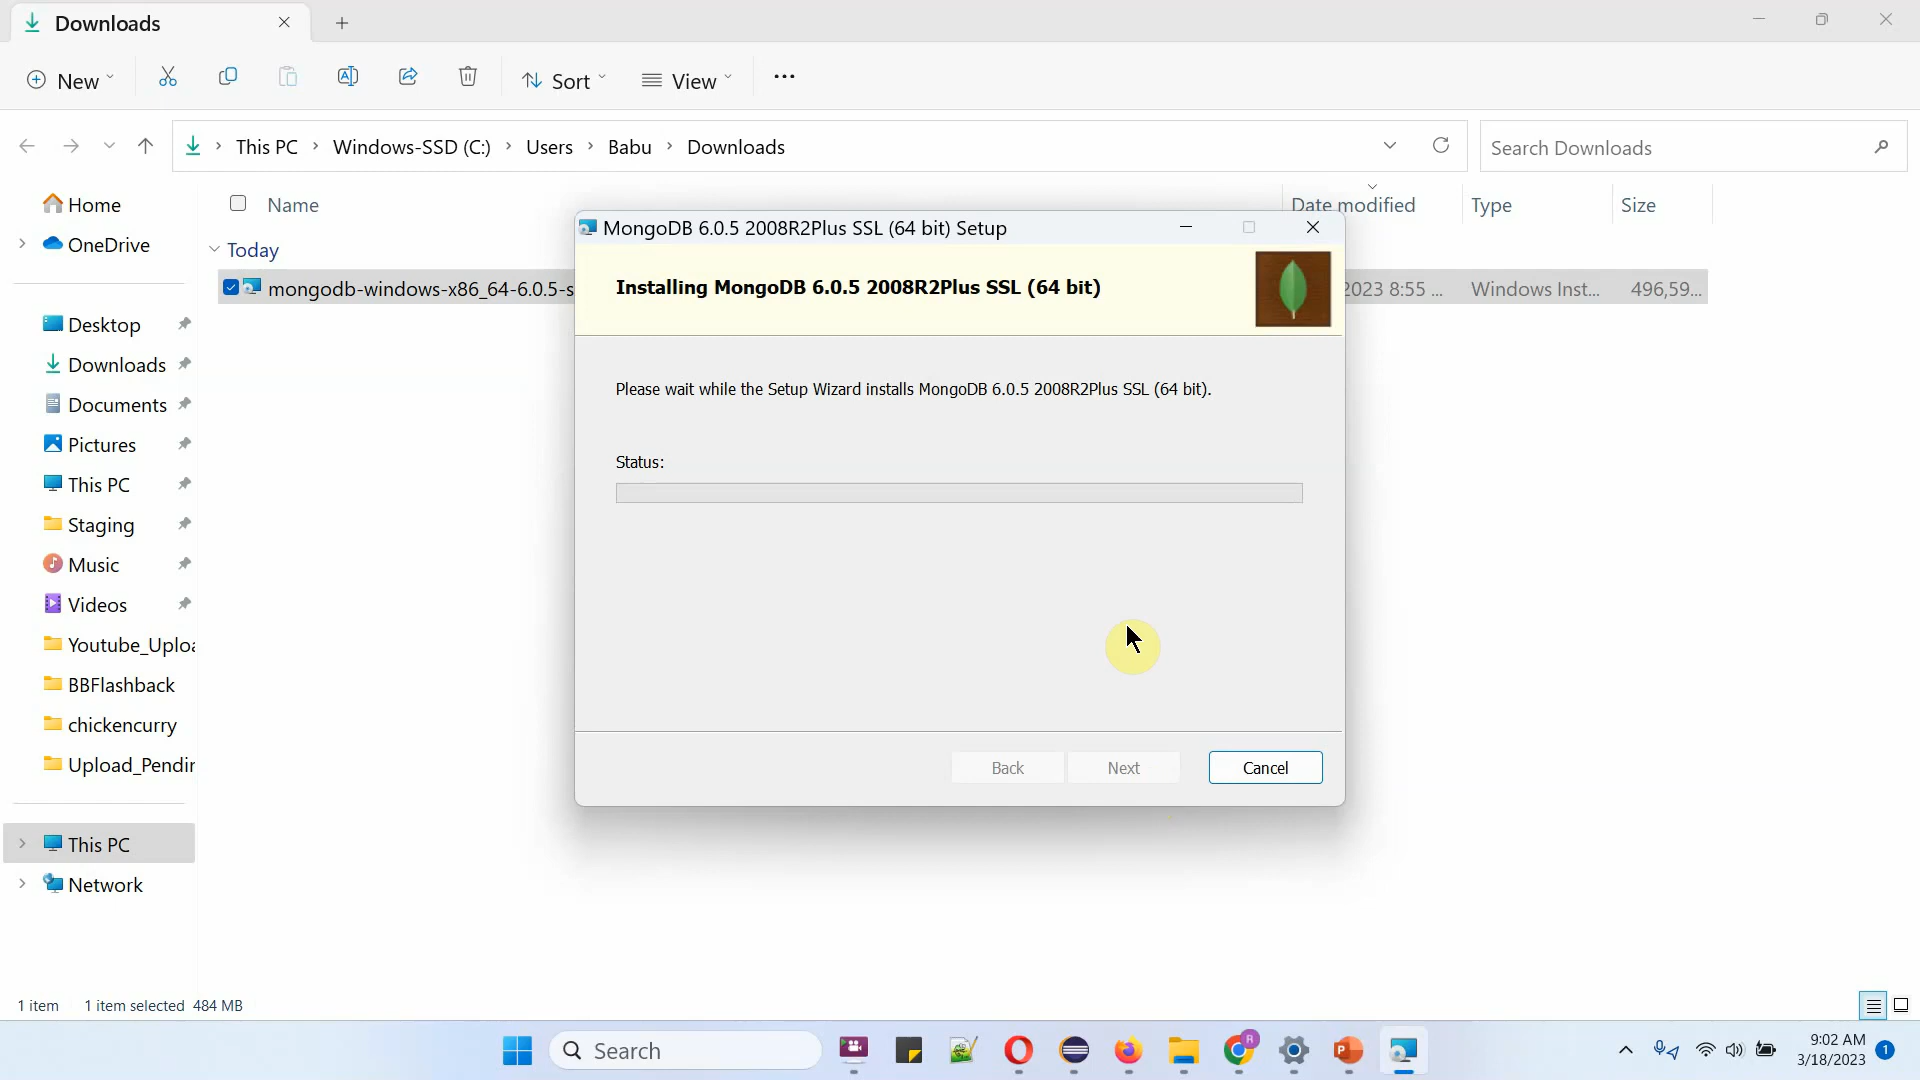 Downloads
New
Sort
View
This PC
Windows-SSD (C:)
Users
Babu
Downloads
Search Downloads
Home
OneDrive
Desktop
Downloads
Documents
Pictures
This PC
Staging
Music
Videos
Youtube_Uploa
BBFlashback
chickencurry
Upload_Pendir
This PC
Network
Name
Date modified
Type
Size
Today
mongodb-windows-x86_64-6.0.5-s
2023 8:55 ...
Windows Inst...
496,59...
MongoDB 6.0.5 2008R2Plus SSL (64 bit) Setup
Installing MongoDB 6.0.5 2008R2Plus SSL (64 bit)
Please wait while the Setup Wizard installs MongoDB 6.0.5 2008R2Plus SSL (64 bit).
Status:
Back
Next
Cancel
1 item
1 item selected 484 MB
Search
R
P
9:02 AM
3/18/2023
1